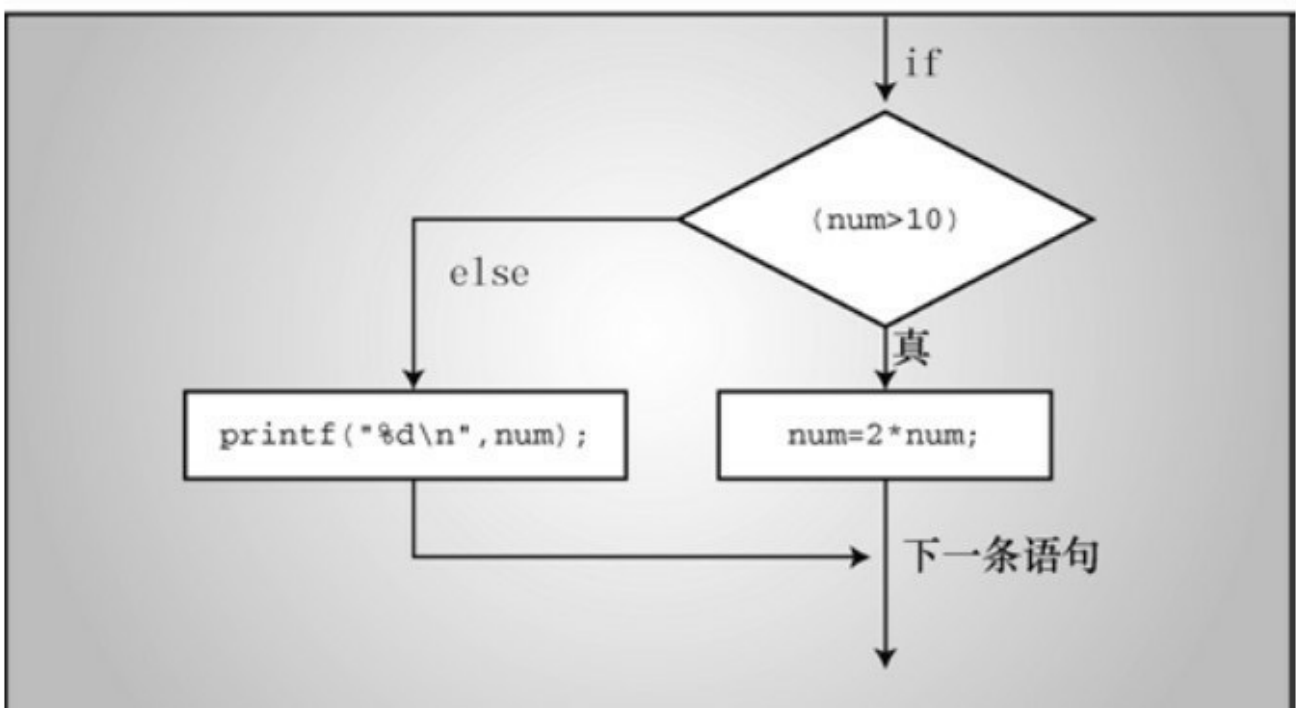 if
(num>10)
else
真
printf("%d\n",num);
num=2*num;
下一条语句